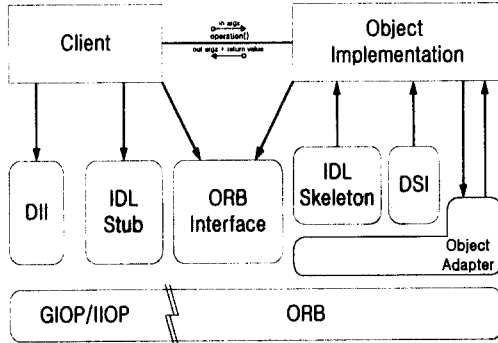 in args
operation()
out args + return value
Client
Object
Implementation
DII
IDL
Stub
ORB
Interface
IDL
Skeleton
DSI
Object
Adapter
GIOP/IIOP
ORB